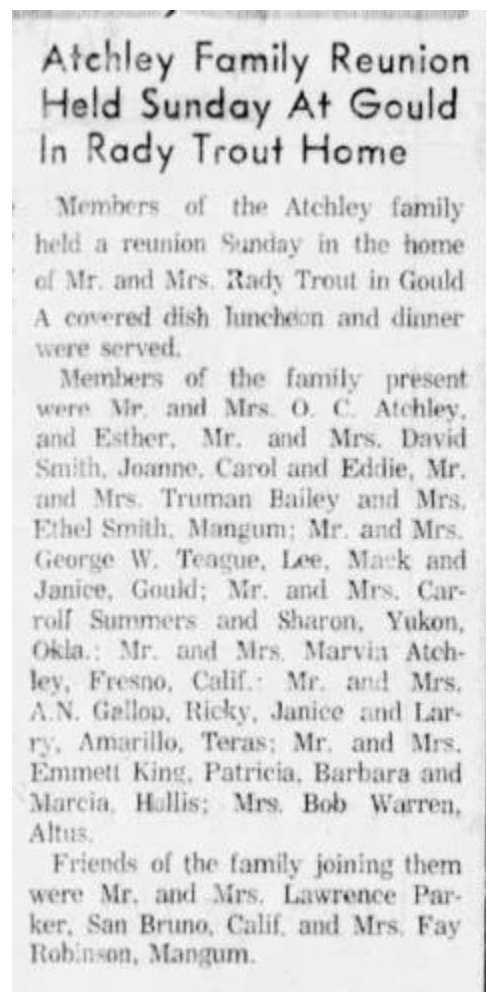 Atchley Family Reunion
Held Sunday At Gould
In Rady Trout Home
Members of the Atchley family
held a reunion Sunday in the home
of Mr. and Mrs. Rady Trout in Gould
A covered dish luncheon and dinner
were served.
Members of the family present
were Mr. and Mrs. O. C. Atchley,
and Esther, Mr. and Mrs. David
Smith, Joanne, Carol and Eddie, Mr.
and Mrs. Truman Bailey and Mrs.
Ethel Smith, Mangum; Mr. and Mrs.
George W. Teague, Lee, Mack and
Janice, Gould; Mr. and Mrs. Car-
roll Summers and Sharon, Yukon,
Okla.; Mr. and Mrs. Marvin Atch-
ley, Fresno, Calif.; Mr. and Mrs.
A.N. Gallop, Ricky, Janice and Lar-
ry, Amarillo, Teras; Mr. and Mrs.
Emmett King, Patricia, Barbara and
Marcia, Hollis; Mrs. Bob Warren,
Altus.
Friends of the family joining them
were Mr. and Mrs. Lawrence Par-
ker, San Bruno, Calif. and Mrs. Fay
Robinson, Mangum.